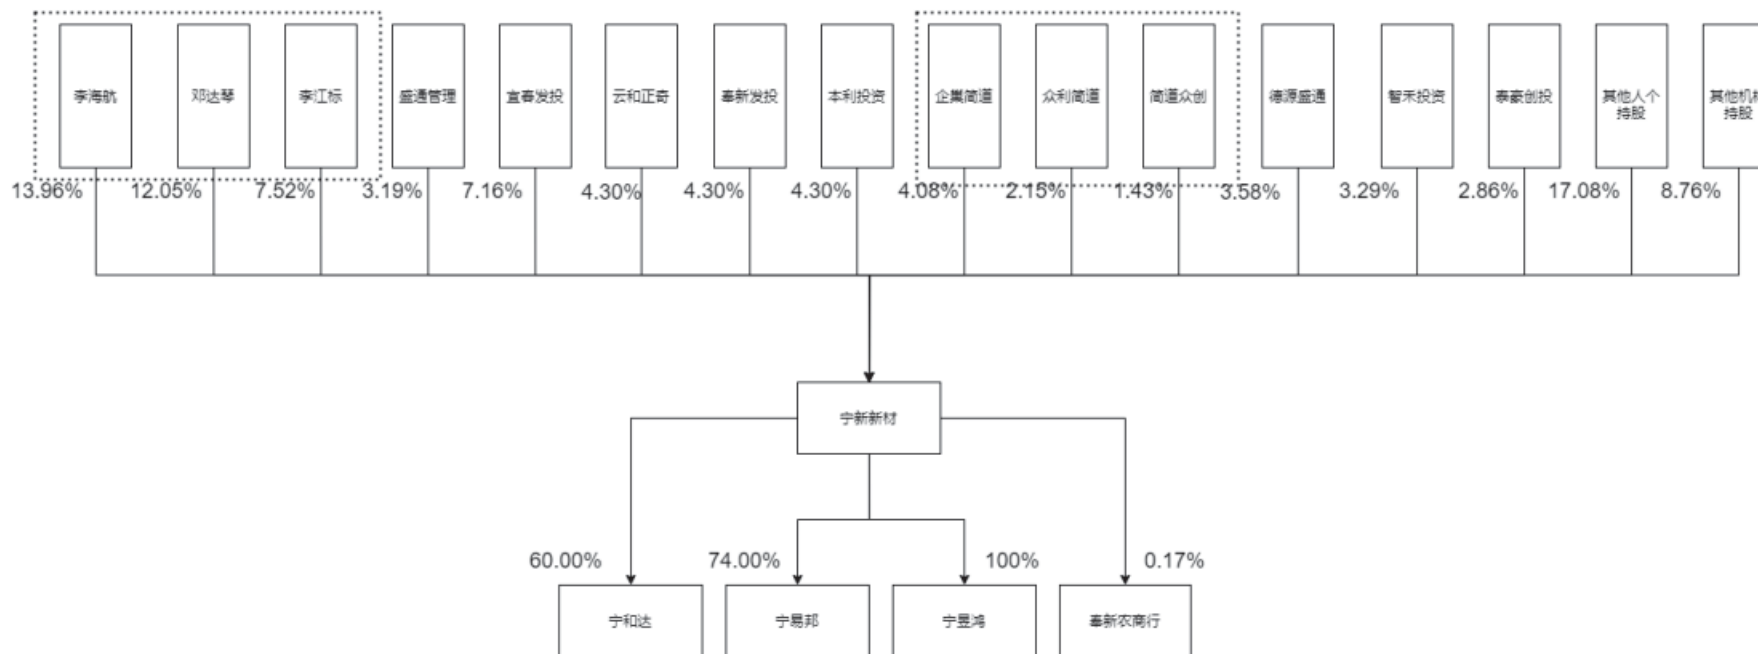 李海航
邓达琴
李江标
盛通管理
宜春发投
云和正奇
奉新发投
本利投资
企巢简道
众利简道
简道众创
德源盛通
智禾投资
泰豪创投
其他人个
持股
其他机构
持股
13.96%
12.05%
7.52%
3.19%
7.16%
4.30%
4.30%
4.30%
4.08%
2.15%
1.43%
3.58%
3.29%
2.86%
17.08%
8.76%
宁新新材
60.00%
74.00%
100%
0.17%
宁和达
宁易邦
宁昱鸿
奉新农商行